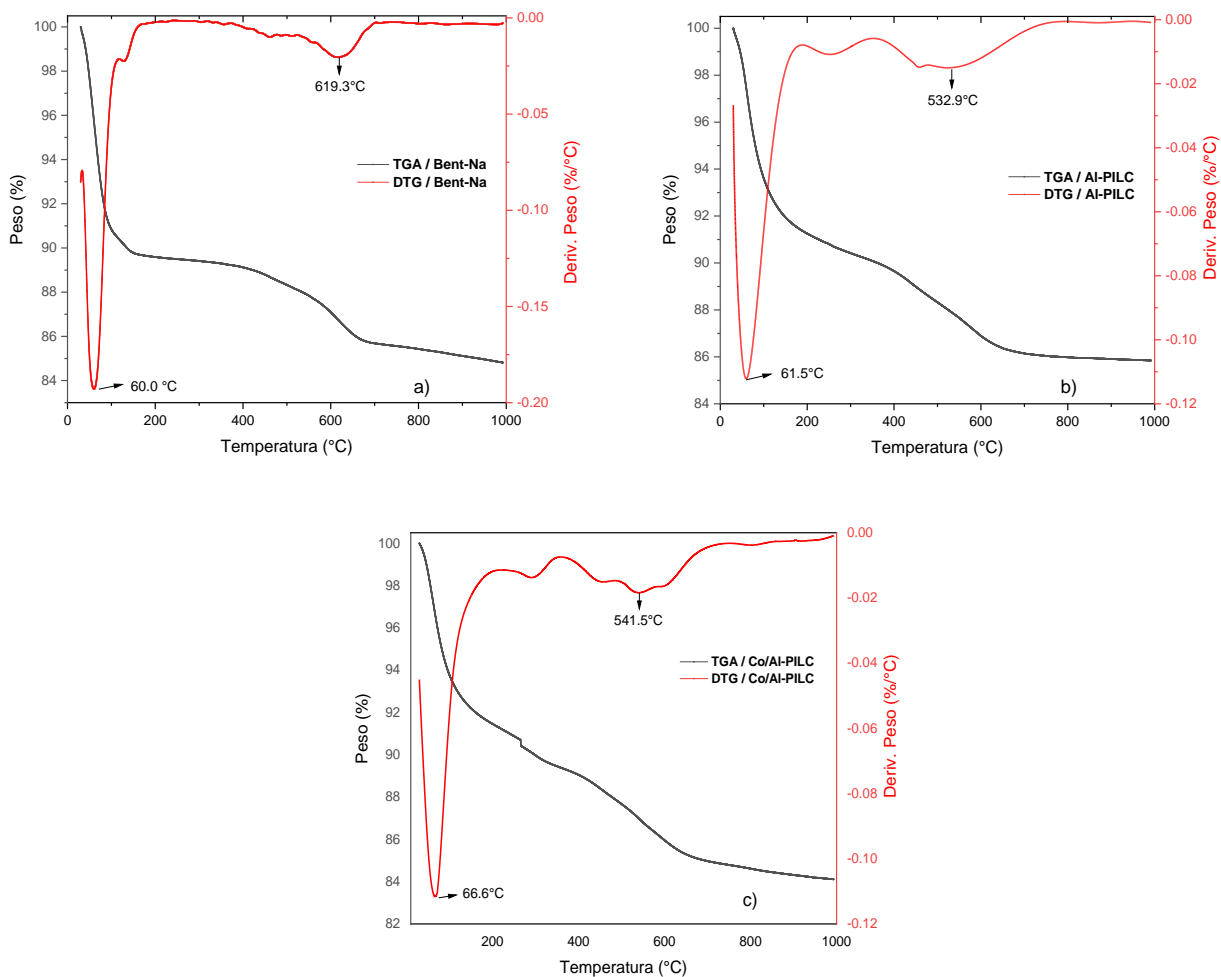 100
98
96
94
92
90
88
86
84
Peso (%)
0
200
400
600
800
1000
Temperatura (°C)
0.00
-0.05
-0.10
-0.15
-0.20
Deriv. Peso (%/°C)
619.3°C
TGA / Bent-Na
DTG / Bent-Na
60.0 °C
a)
100
98
96
94
92
90
88
86
84
Peso (%)
0
200
400
600
800
1000
Temperatura (°C)
0.00
-0.02
-0.04
-0.06
-0.08
-0.10
-0.12
Deriv. Peso (%/°C)
532.9°C
TGA / Al-PILC
DTG / Al-PILC
61.5°C
b)
100
98
96
94
92
90
88
86
84
82
Peso (%)
200
400
600
800
1000
Temperatura (°C)
0.00
-0.02
-0.04
-0.06
-0.08
-0.10
-0.12
Deriv. Peso (%/°C)
541.5°C
TGA / Co/Al-PILC
DTG / Co/Al-PILC
66.6°C
c)